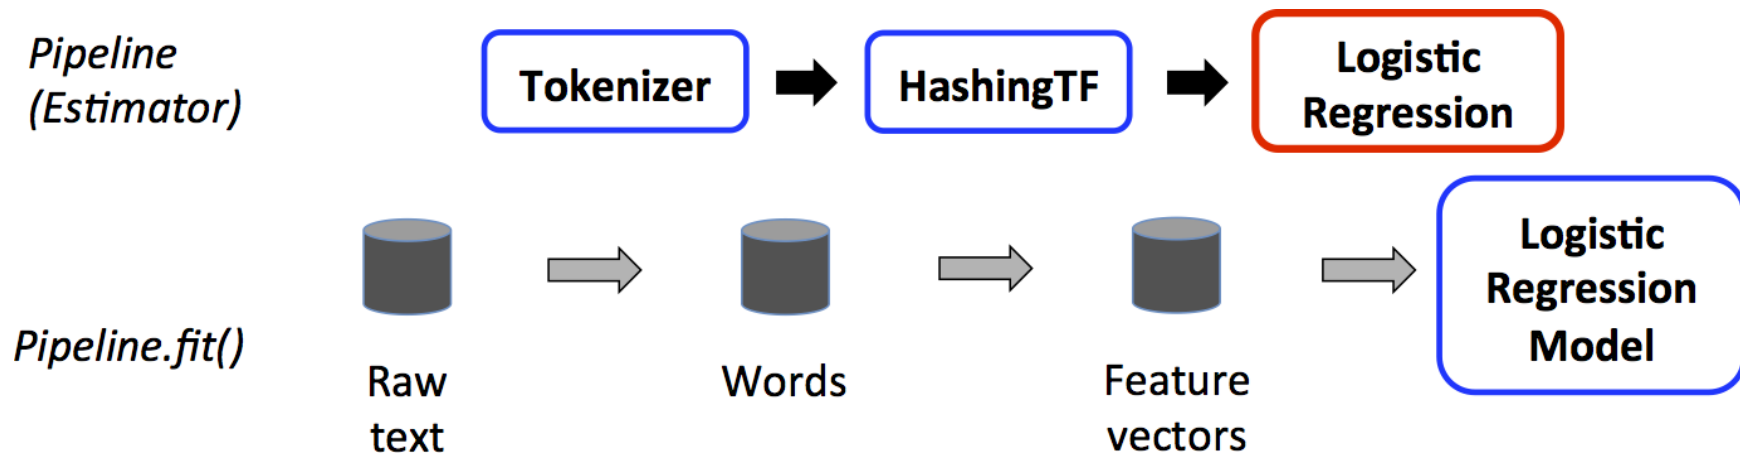 Pipeline
(Estimator)
Tokenizer
HashingTF
Logistic
Regression
Pipeline.fit()
Raw
text
Words
Feature
vectors
Logistic
Regression
Model